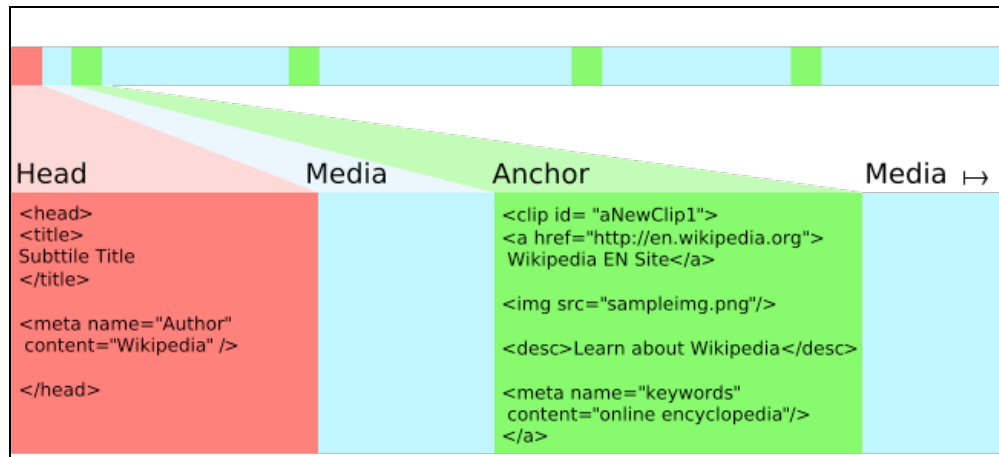 Head
Media
Anchor
Media ↦
<head>
<title>
Subttile Title
</title>
<meta name="Author"
content="Wikipedia" />
</head>
<clip id= "aNewClip1">
<a href="http://en.wikipedia.org">
Wikipedia EN Site</a>
<img src="sampleimg.png"/>
<desc>Learn about Wikipedia</desc>
<meta name="keywords"
content="online encyclopedia"/>
</a>